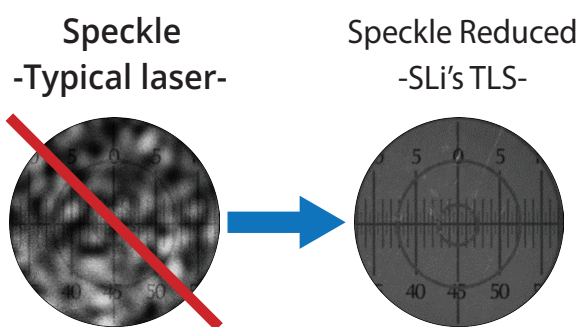 Speckle
-Typical laser-
Speckle Reduced
-SLi's TLS-
5 0 5
40 45 50
5 0 5
40 45 50